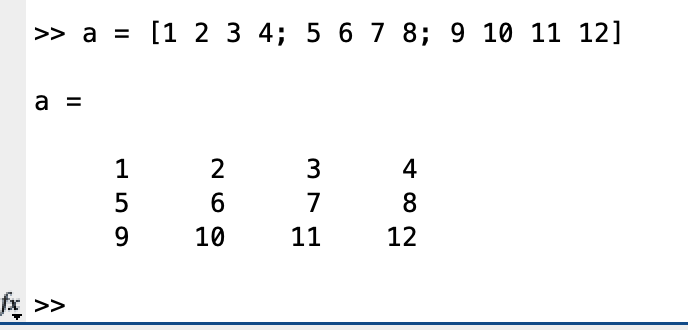 >> a = [1 2 3 4; 5 6 7 8; 9 10 11 12]
a =
1 2 3 4
5 6 7 8
9 10 11 12
fx >>